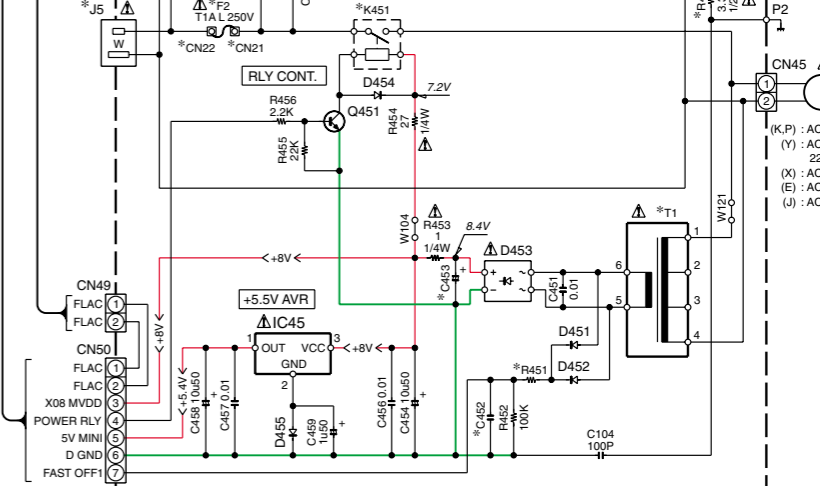 *J5
W
*F2
T1A L 250V
*CN22
*CN21
*K451
P2
CN45
1
2
(K,P) : AC
(Y) : AC
22
(X) : AC
(E) : AC
(J) : AC
RLY CONT.
D454
7.2V
R456
2.2K
Q451
R455
22K
R454
27
1/4W
W104
R453
1
1/4W
8.4V
W121
*T1
1
2
3
4
6
5
+8V
*C453
+
D453
+
-
~
~
C451
0.01
CN49
FLAC 1
FLAC 2
+8V
+5.5V AVR
IC45
1 OUT
VCC 3
GND
2
+8V
D451
D452
*R451
CN50
FLAC 1
FLAC 2
X08 MVDD 3
POWER RLY 4
5V MINI 5
D GND 6
FAST OFF1 7
+5.4V
C458 10u50
+
C457 0.01
D455
C459
1u50
+
C456 0.01
C454 10u50
+
*C452
R452
100K
C104
100P